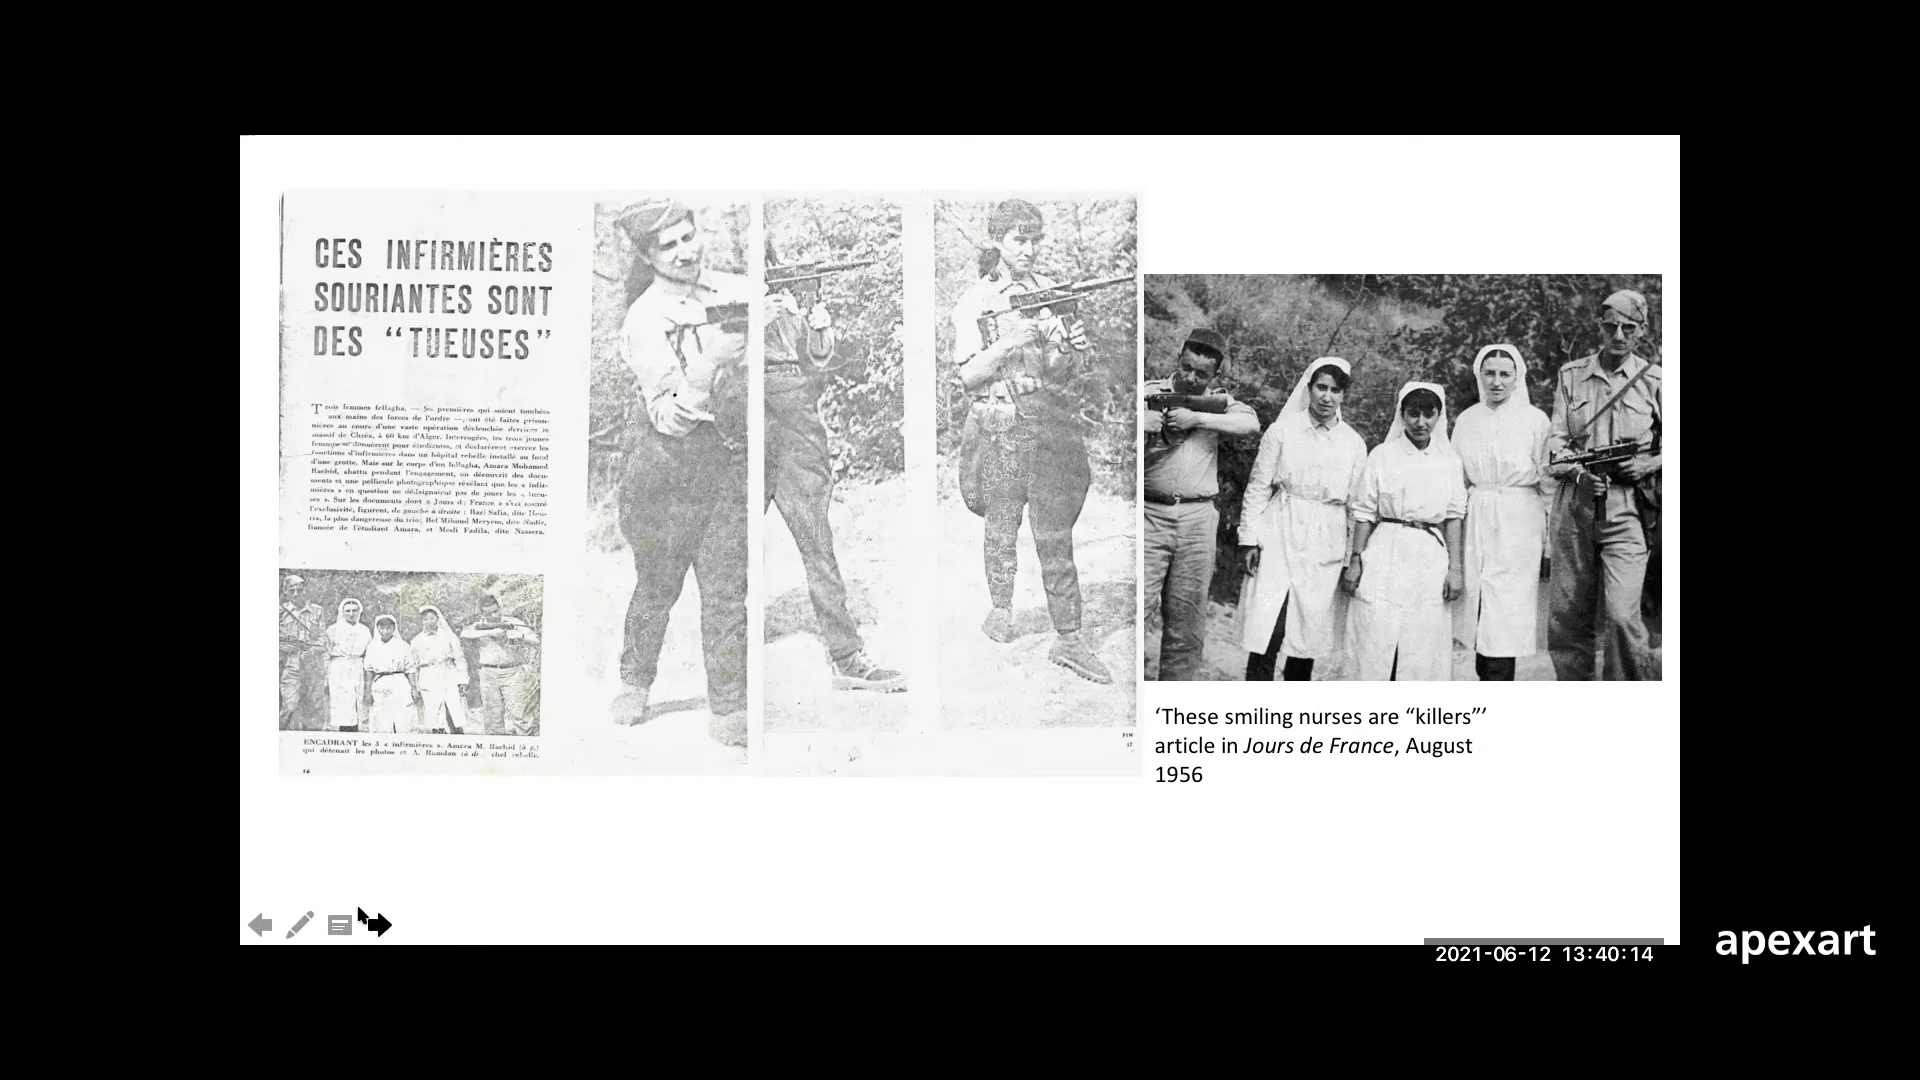 CES INFIRMIÈRES
SOURIANTES SONT
DES “TUEUSES”
Trois femmes fellagha, — les premières qui soient tombées
aux mains des forces de l'ordre —, ont été faites prison-
nières au cours d'une vaste opération déclenchée derrière le
massif de Chréa, à 60 km d'Alger. Interrogées, les trois jeunes
femmes se donnèrent pour étudiantes, et déclarèrent exercer les
fonctions d'infirmières dans un hôpital rebelle installé au fond
d'une grotte. Mais sur le corps d'un fellagha, Amara Mohamed
Rachid, abattu pendant l'engagement, on découvrit des docu-
ments et une pellicule photographique révélant que les « infir-
mières » en question ne dédaignaient pas de jouer les « tueu-
ses ». Sur les documents dont « Jours de France » s'est assuré
l'exclusivité, figurent, de gauche à droite : Bazi Safia, dite
ria, la plus dangereuse du trio; Bel Mihoud Meryem, dite Nadir,
fiancée de l'étudiant Amara, et Mesli Fadila, dite Nassera.
ENCADRANT les 3 « infirmières ». Amara M. Rachid (à g.)
qui détenait les photos et A. Ramdan (à dr., chef rebelle.
16
FIN
17
‘These smiling nurses are “killers”’
article in Jours de France, August
1956
2021-06-12 13:40:14
apexart